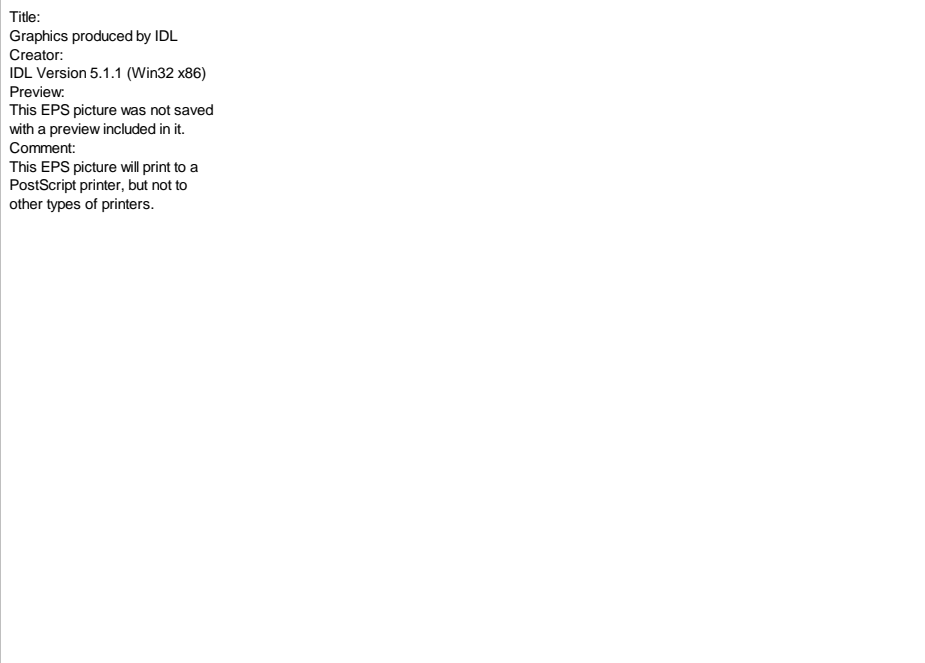 Title:
Graphics produced by IDL
Creator:
IDL Version 5.1.1 (Win32 x86)
Preview:
This EPS picture was not saved
with a preview included in it.
Comment:
This EPS picture will print to a
PostScript printer, but not to
other types of printers.